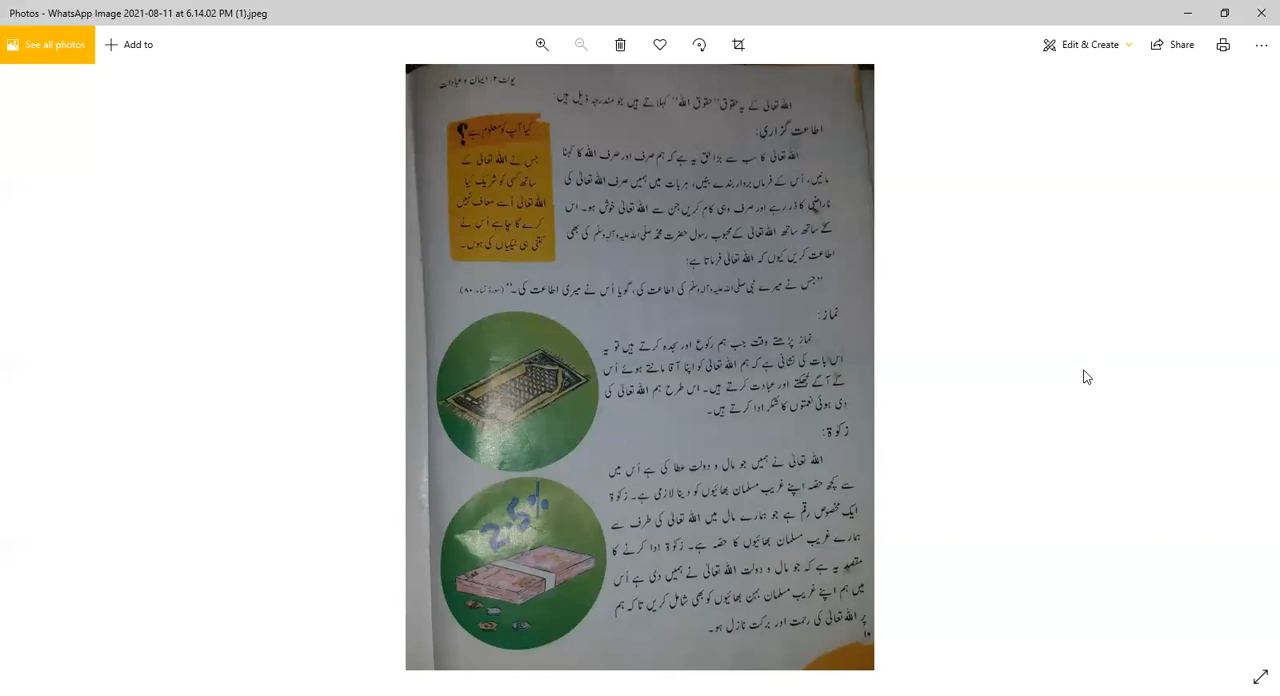 Photos - WhatsApp Image 2021-08-11 at 6.14.02 PM (1).jpeg
See all photos
Add to
Edit & Create
Share
یونٹ ۲: ایمان و عبادات
اللہ تعالیٰ کے یہ حقوق "حقوق اللہ" کہلاتے ہیں جو مندرجہ ذیل ہیں:
اطاعت گزاری:
اللہ تعالیٰ کا سب سے بڑا حق یہ ہے کہ ہم صرف اور صرف اللہ کا کہنا
مانیں، اُس کے فرماں بردار بندے بنیں، ہر بات میں ہمیں صرف اللہ تعالیٰ کی
ناراضی کا ڈر رہے اور صرف وہی کام کریں جن سے اللہ تعالیٰ خوش ہو۔ اس
کے ساتھ ساتھ اللہ تعالیٰ کے محبوب رسول حضرت محمد صلی اللہ علیہ وآلہ وسلم کی بھی
اطاعت کریں کیوں کہ اللہ تعالیٰ فرماتا ہے:
"جس نے میرے نبی صلی اللہ علیہ وآلہ وسلم کی اطاعت کی، گویا اُس نے میری اطاعت کی۔" (سورۃ نساء: ۸۰)
کیا آپ کو معلوم ہے؟
جس نے اللہ تعالیٰ کے
ساتھ کسی کو شریک کیا
اللہ تعالیٰ اُسے معاف نہیں
کرے گا چاہے اُس نے
کتنی ہی نیکیاں کی ہوں۔
نماز:
نماز پڑھتے وقت جب ہم رکوع اور سجدہ کرتے ہیں تو یہ
اس بات کی نشانی ہے کہ ہم اللہ تعالیٰ کو اپنا آقا مانتے ہوئے اُس
کے آگے جھکتے اور عبادت کرتے ہیں۔ اس طرح ہم اللہ تعالیٰ کی
دی ہوئی نعمتوں کا شکر ادا کرتے ہیں۔
زکوٰۃ:
اللہ تعالیٰ نے ہمیں جو مال و دولت عطا کی ہے اُس میں
سے کچھ حصّہ اپنے غریب مسلمان بھائیوں کو دینا لازمی ہے۔ زکوٰۃ
ایک مخصوص رقم ہے جو ہمارے مال میں اللہ تعالیٰ کی طرف سے
ہمارے غریب مسلمان بھائیوں کا حصّہ ہے۔ زکوٰۃ ادا کرنے کا
مقصد یہ ہے کہ جو مال و دولت اللہ تعالیٰ نے ہمیں دی ہے اُس
میں ہم اپنے غریب مسلمان بہن بھائیوں کو بھی شامل کریں تاکہ ہم
پر اللہ تعالیٰ کی رحمت اور برکت نازل ہو۔
2.5%
۱۰